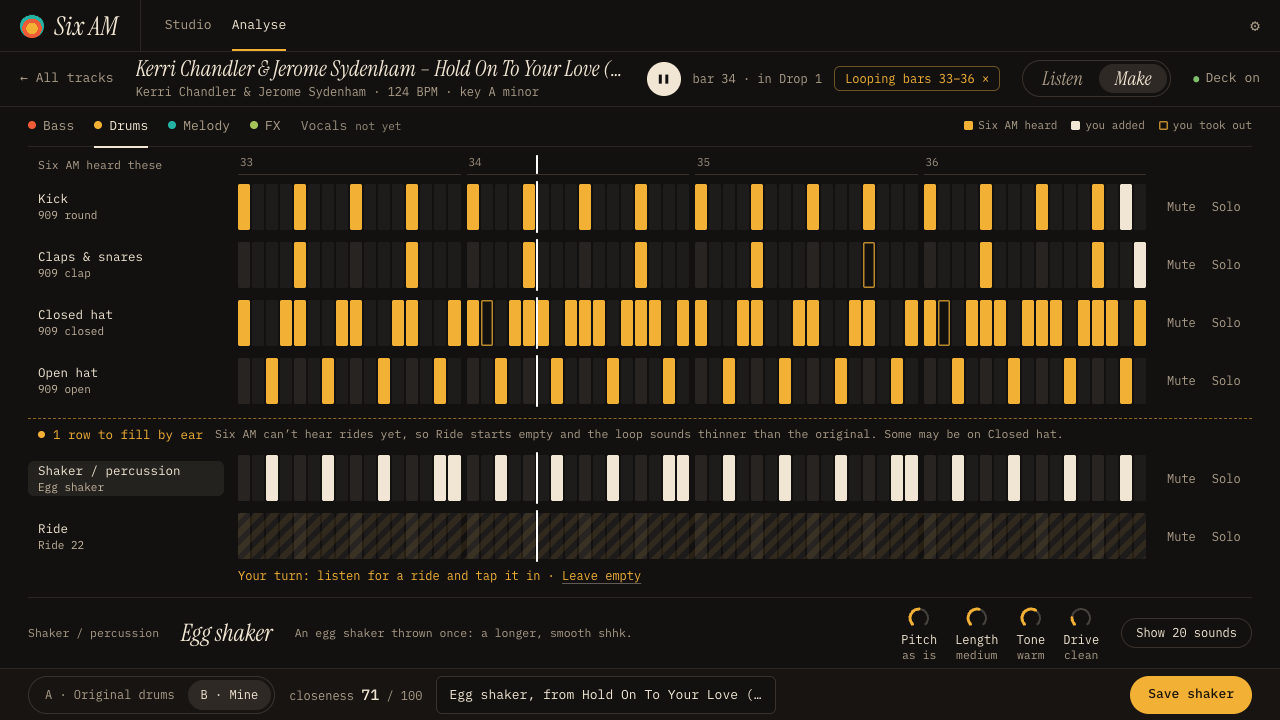 Six AM
Studio
Analyse
⚙
← All tracks
Kerri Chandler & Jerome Sydenham – Hold On To Your Love (…
Kerri Chandler & Jerome Sydenham · 124 BPM · key A minor
bar 34 · in Drop 1
Looping bars 33–36 ×
Listen
Make
Deck on
Bass
Drums
Melody
FX
Vocals not yet
Six AM heard
you added
you took out
Six AM heard these
33
34
35
36
Kick
909 round
Mute Solo
Claps & snares
909 clap
Mute Solo
Closed hat
909 closed
Mute Solo
Open hat
909 open
Mute Solo
1 row to fill by ear
Six AM can’t hear rides yet, so Ride starts empty and the loop sounds thinner than the original. Some may be on Closed hat.
Shaker / percussion
Egg shaker
Mute Solo
Ride
Ride 22
Mute Solo
Your turn: listen for a ride and tap it in · Leave empty
Shaker / percussion
Egg shaker
An egg shaker thrown once: a longer, smooth shhk.
Pitch
as is
Length
medium
Tone
warm
Drive
clean
Show 20 sounds
A · Original drums
B · Mine
closeness 71 / 100
Egg shaker, from Hold On To Your Love (…
Save shaker